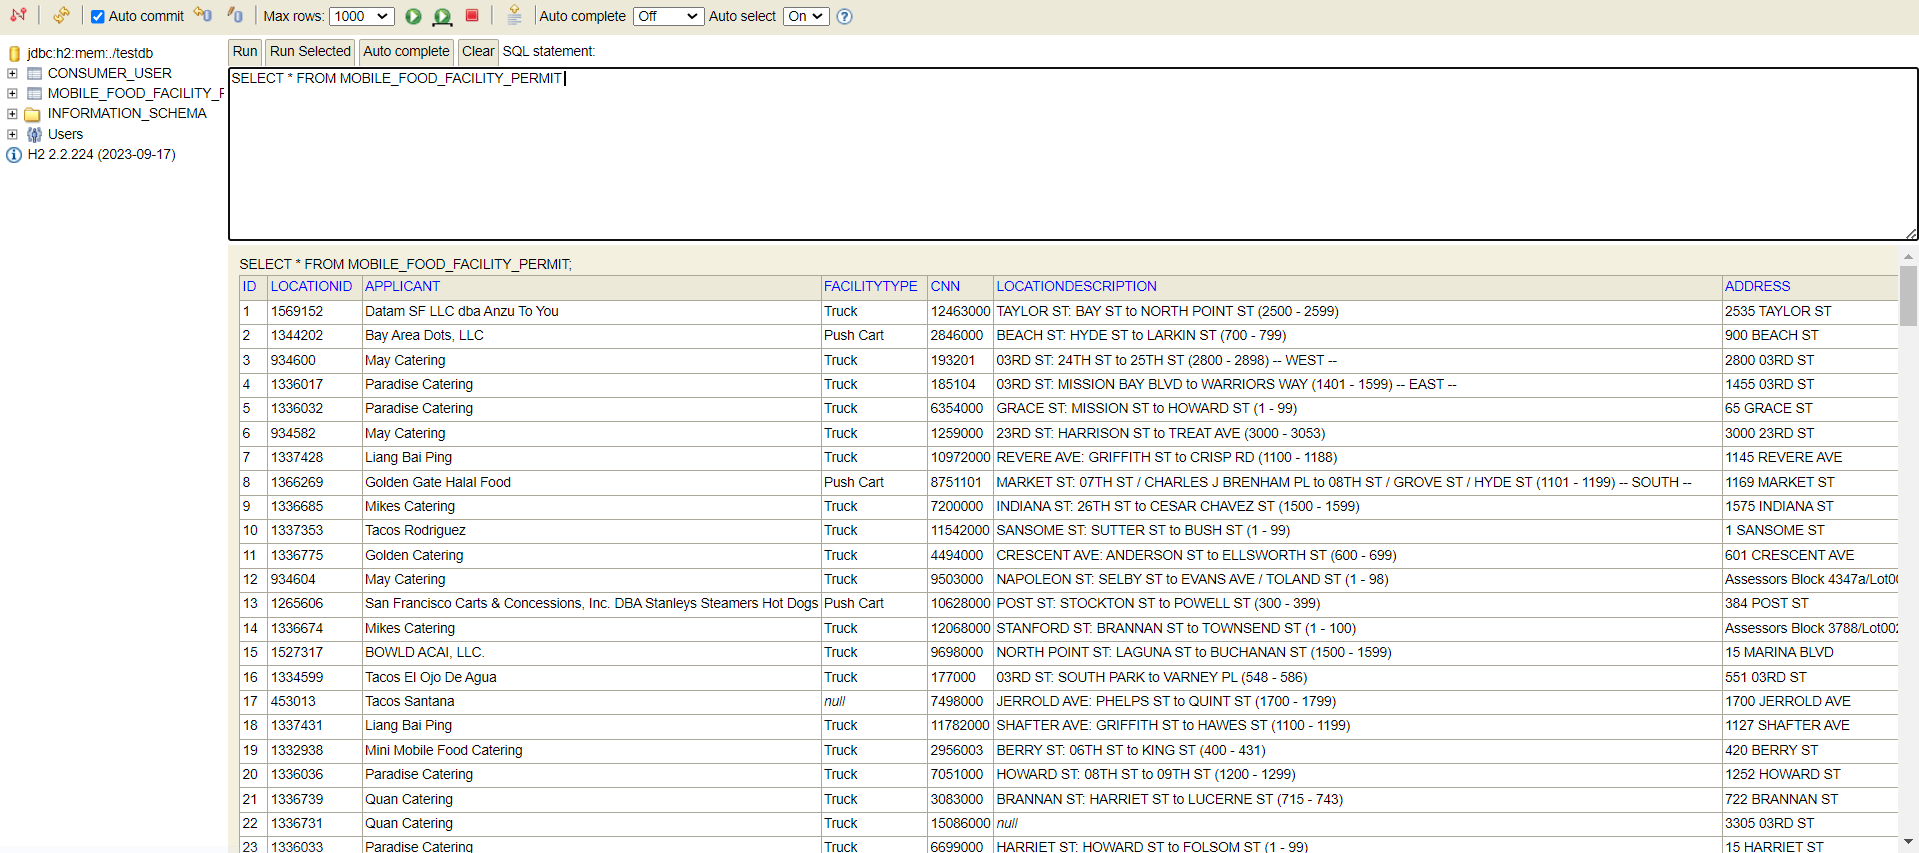 Auto commit Max rows: 1000 Auto complete Off Auto select On
jdbc:h2:mem:./testdb
CONSUMER_USER
MOBILE_FOOD_FACILITY_F
INFORMATION_SCHEMA
Users
H2 2.2.224 (2023-09-17)
Run Run Selected Auto complete Clear SQL statement:
SELECT * FROM MOBILE_FOOD_FACILITY_PERMIT
SELECT * FROM MOBILE_FOOD_FACILITY_PERMIT;
ID LOCATIONID APPLICANT FACILITYTYPE CNN LOCATIONDESCRIPTION ADDRESS
1 1569152 Datam SF LLC dba Anzu To You Truck 12463000 TAYLOR ST: BAY ST to NORTH POINT ST (2500 - 2599) 2535 TAYLOR ST
2 1344202 Bay Area Dots, LLC Push Cart 2846000 BEACH ST: HYDE ST to LARKIN ST (700 - 799) 900 BEACH ST
3 934600 May Catering Truck 193201 03RD ST: 24TH ST to 25TH ST (2800 - 2898) -- WEST -- 2800 03RD ST
4 1336017 Paradise Catering Truck 185104 03RD ST: MISSION BAY BLVD to WARRIORS WAY (1401 - 1599) -- EAST -- 1455 03RD ST
5 1336032 Paradise Catering Truck 6354000 GRACE ST: MISSION ST to HOWARD ST (1 - 99) 65 GRACE ST
6 934582 May Catering Truck 1259000 23RD ST: HARRISON ST to TREAT AVE (3000 - 3053) 3000 23RD ST
7 1337428 Liang Bai Ping Truck 10972000 REVERE AVE: GRIFFITH ST to CRISP RD (1100 - 1188) 1145 REVERE AVE
8 1366269 Golden Gate Halal Food Push Cart 8751101 MARKET ST: 07TH ST / CHARLES J BRENHAM PL to 08TH ST / GROVE ST / HYDE ST (1101 - 1199) -- SOUTH -- 1169 MARKET ST
9 1336685 Mikes Catering Truck 7200000 INDIANA ST: 26TH ST to CESAR CHAVEZ ST (1500 - 1599) 1575 INDIANA ST
10 1337353 Tacos Rodriguez Truck 11542000 SANSOME ST: SUTTER ST to BUSH ST (1 - 99) 1 SANSOME ST
11 1336775 Golden Catering Truck 4494000 CRESCENT AVE: ANDERSON ST to ELLSWORTH ST (600 - 699) 601 CRESCENT AVE
12 934604 May Catering Truck 9503000 NAPOLEON ST: SELBY ST to EVANS AVE / TOLAND ST (1 - 98) Assessors Block 4347a/Lot00
13 1265606 San Francisco Carts & Concessions, Inc. DBA Stanleys Steamers Hot Dogs Push Cart 10628000 POST ST: STOCKTON ST to POWELL ST (300 - 399) 384 POST ST
14 1336674 Mikes Catering Truck 12068000 STANFORD ST: BRANNAN ST to TOWNSEND ST (1 - 100) Assessors Block 3788/Lot002
15 1527317 BOWLD ACAI, LLC. Truck 9698000 NORTH POINT ST: LAGUNA ST to BUCHANAN ST (1500 - 1599) 15 MARINA BLVD
16 1334599 Tacos El Ojo De Agua Truck 177000 03RD ST: SOUTH PARK to VARNEY PL (548 - 586) 551 03RD ST
17 453013 Tacos Santana null 7498000 JERROLD AVE: PHELPS ST to QUINT ST (1700 - 1799) 1700 JERROLD AVE
18 1337431 Liang Bai Ping Truck 11782000 SHAFTER AVE: GRIFFITH ST to HAWES ST (1100 - 1199) 1127 SHAFTER AVE
19 1332938 Mini Mobile Food Catering Truck 2956003 BERRY ST: 06TH ST to KING ST (400 - 431) 420 BERRY ST
20 1336036 Paradise Catering Truck 7051000 HOWARD ST: 08TH ST to 09TH ST (1200 - 1299) 1252 HOWARD ST
21 1336739 Quan Catering Truck 3083000 BRANNAN ST: HARRIET ST to LUCERNE ST (715 - 743) 722 BRANNAN ST
22 1336731 Quan Catering Truck 15086000 null 3305 03RD ST
23 1336033 Paradise Catering Truck 6699000 HARRIET ST: HOWARD ST to FOLSOM ST (1 - 99) 15 HARRIET ST